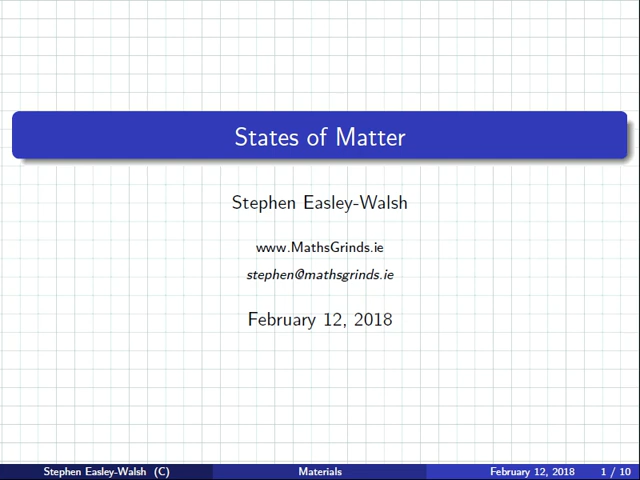 States of Matter
Stephen Easley-Walsh
www.MathsGrinds.ie
stephen@mathsgrinds.ie
February 12, 2018
Stephen Easley-Walsh (C) Materials February 12, 2018 1 / 10